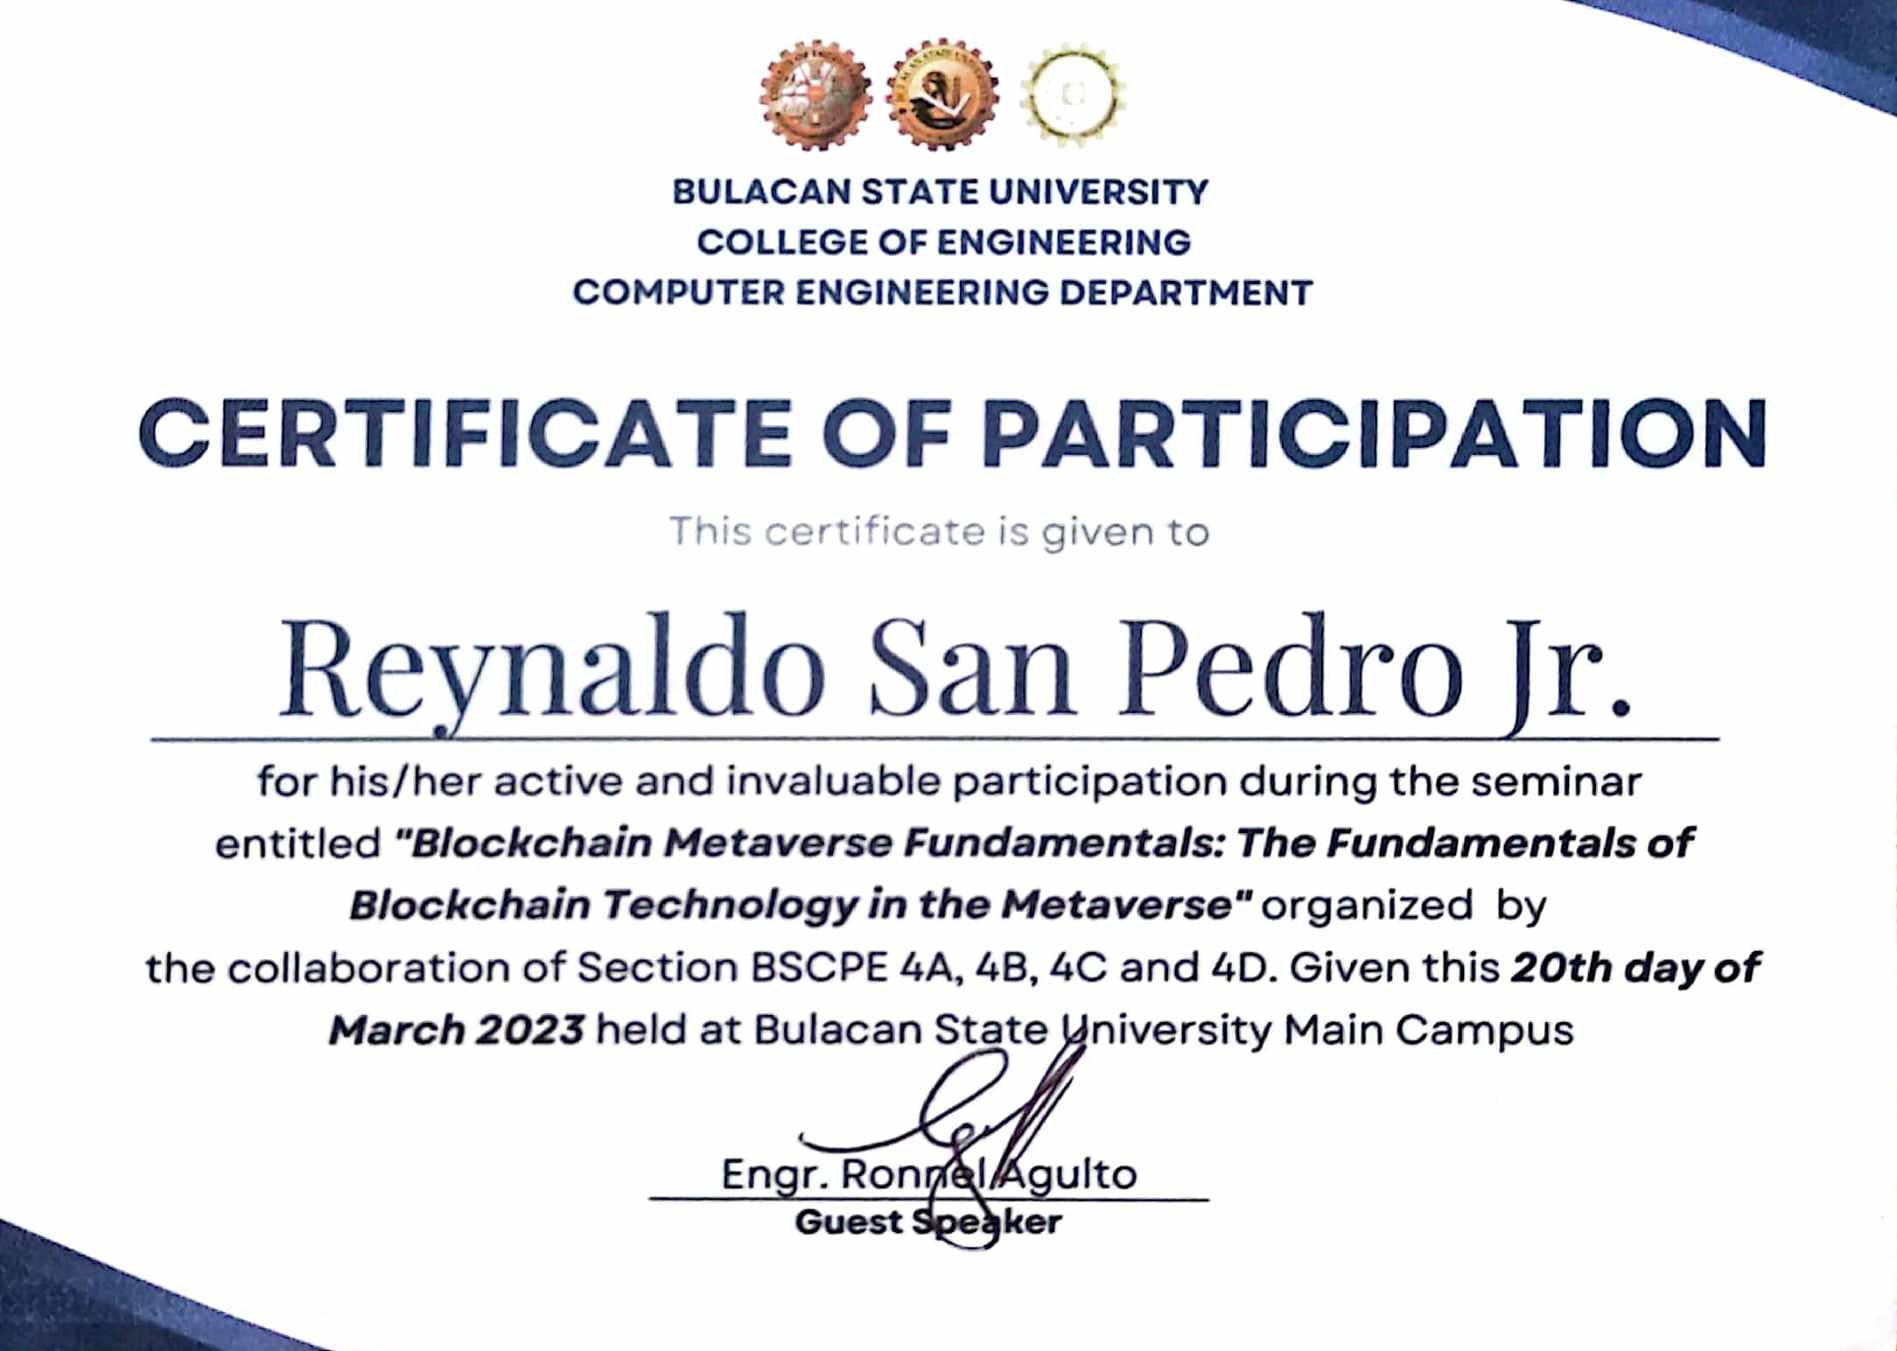 BULACAN STATE UNIVERSITY
COLLEGE OF ENGINEERING
COMPUTER ENGINEERING DEPARTMENT
CERTIFICATE OF PARTICIPATION
This certificate is given to
Reynaldo San Pedro Jr.
for his/her active and invaluable participation during the seminar
entitled "Blockchain Metaverse Fundamentals: The Fundamentals of
Blockchain Technology in the Metaverse" organized by
the collaboration of Section BSCPE 4A, 4B, 4C and 4D. Given this 20th day of
March 2023 held at Bulacan State University Main Campus
Engr. Ronnel Agulto
Guest Speaker